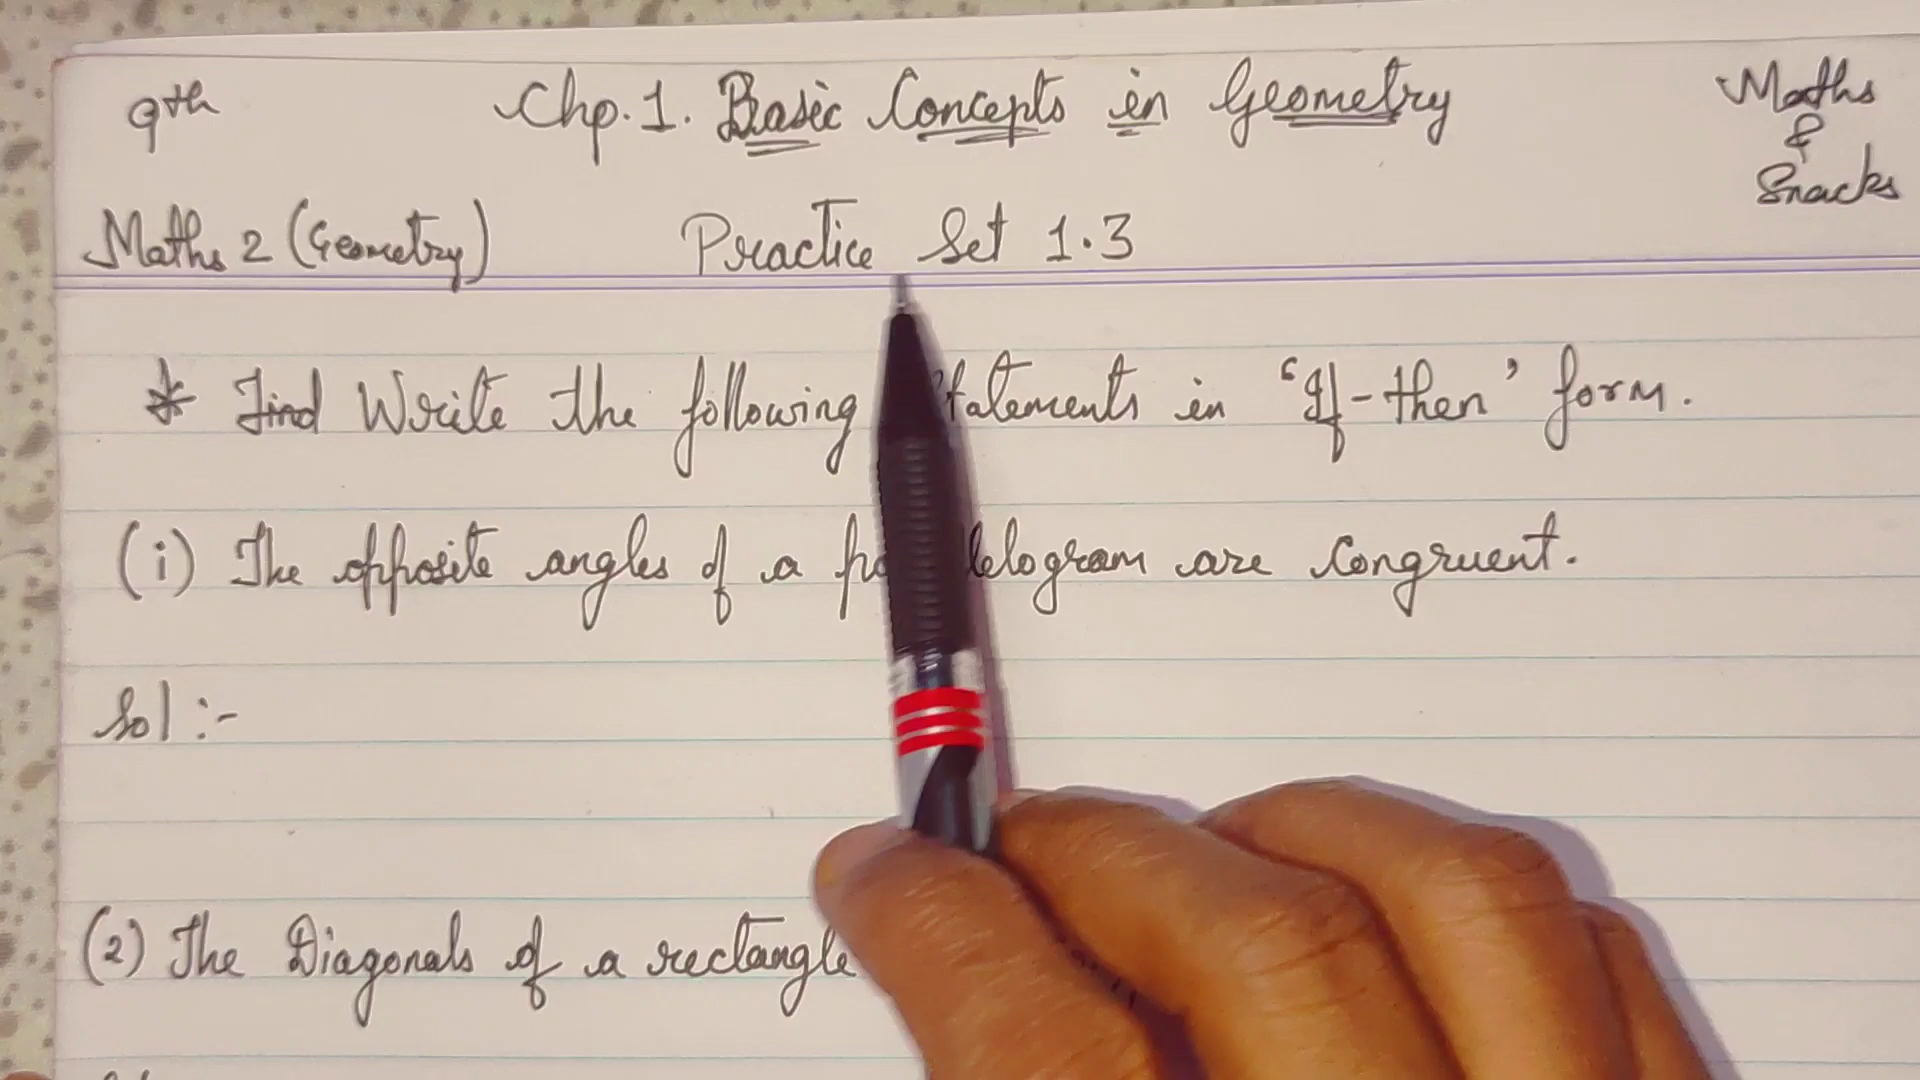 9th Chp. 1. Basic Concepts in Geometry Maths & Snacks
Maths 2 (Geometry) Practice Set 1.3
* Find Write the following statements in ‘If-then’ form.
(i) The opposite angles of a parallelogram are Congruent.
Sol :-
(2) The Diagonals of a rectangle